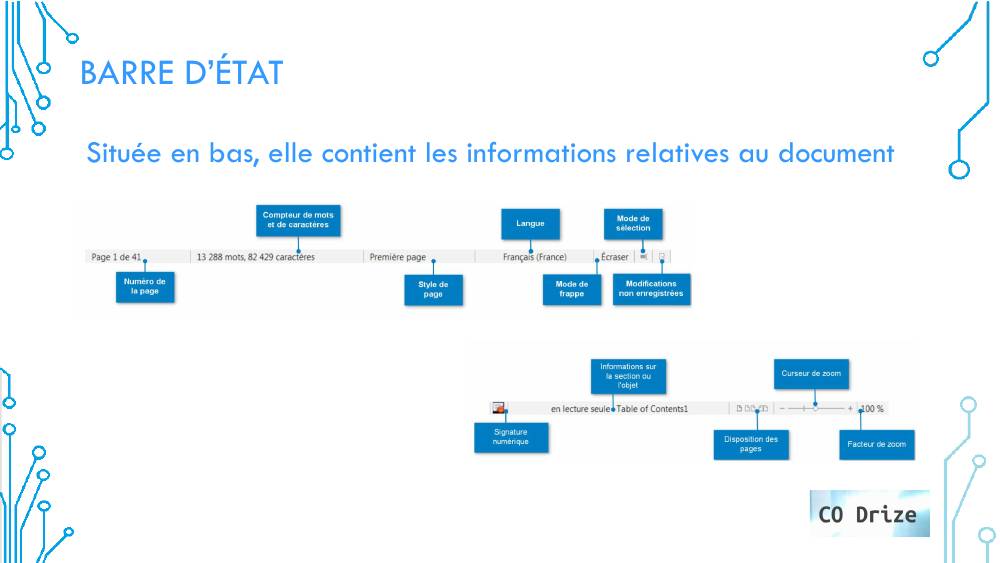 BARRE D'ÉTAT
Située en bas, elle contient les informations relatives au document
Compteur de mots
et de caractères
Langue
Mode de
sélection
Page 1 de 41
13 288 mots, 82 429 caractères
Première page
Français (France)
Écraser
Numéro de
la page
Style de
page
Mode de
frappe
Modifications
non enregistrées
Informations sur
la section ou
l'objet
Curseur de zoom
en lecture seule
Table of Contents1
100 %
Signature
numérique
Disposition des
pages
Facteur de zoom
CO Drize